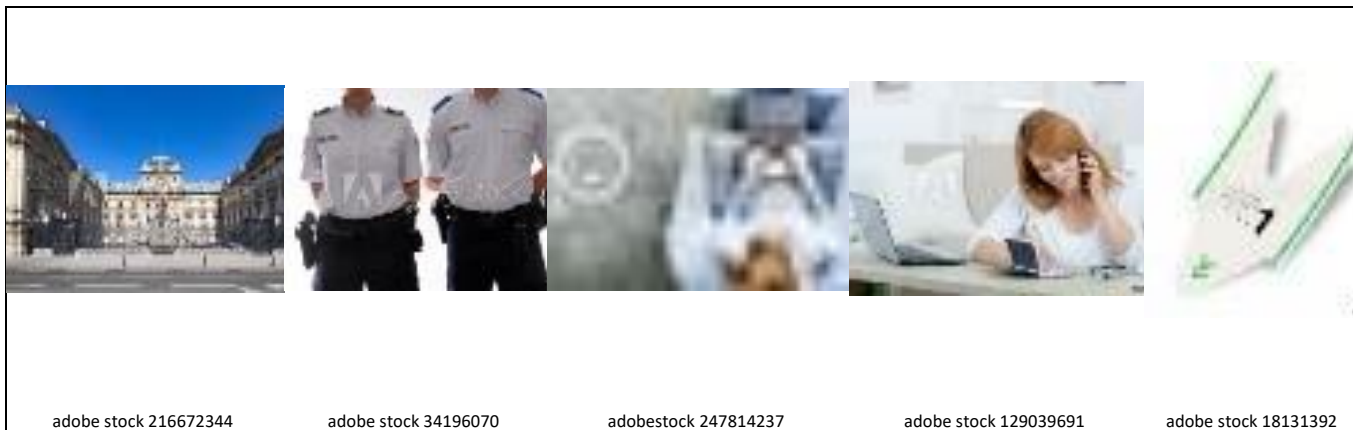 adobe stock 216672344
adobe stock 34196070
adobestock 247814237
adobe stock 129039691
adobe stock 18131392